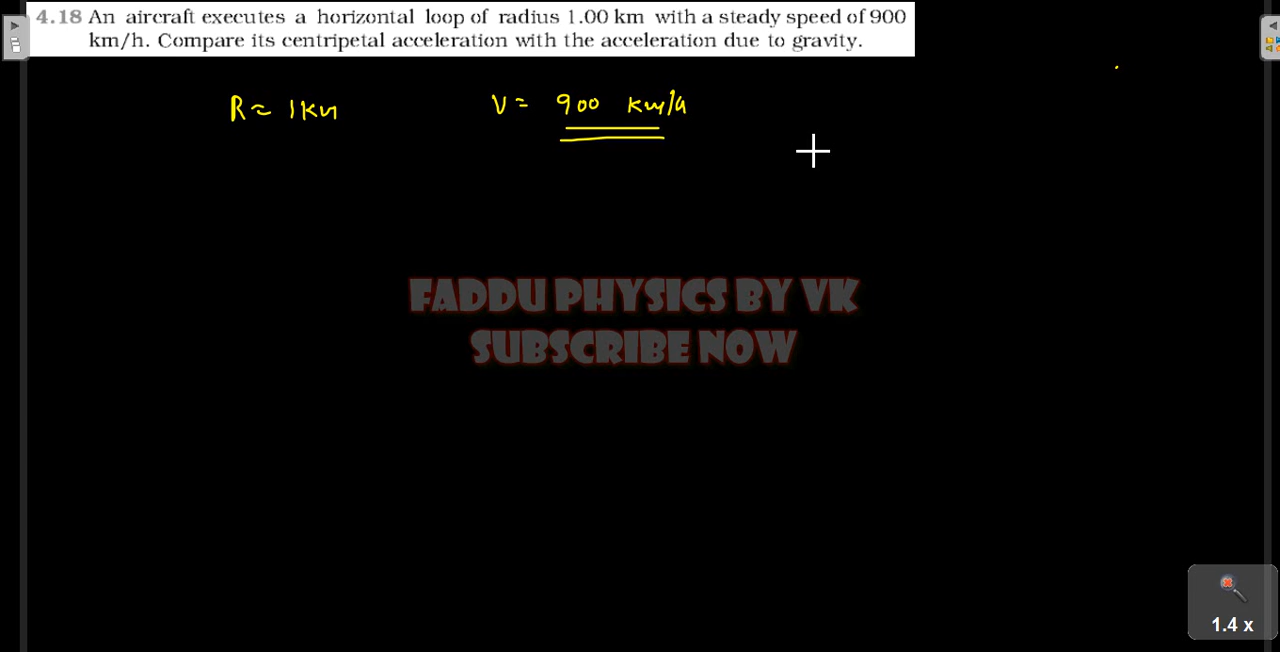 4.18 An aircraft executes a horizontal loop of radius 1.00 km with a steady speed of 900
km/h. Compare its centripetal acceleration with the acceleration due to gravity.
R = 1 km V = 900 km/h
FADDU PHYSICS BY VK
SUBSCRIBE NOW
1.4 x